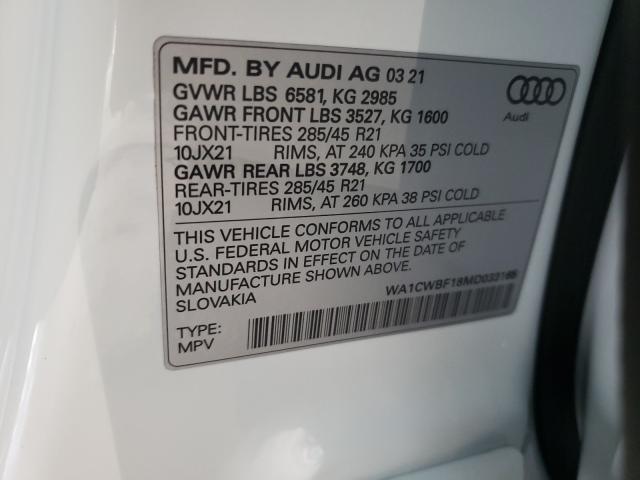 MFD. BY AUDI AG 03 21
GVWR LBS 6581, KG 2985
GAWR FRONT LBS 3527, KG 1600
FRONT-TIRES 285/45 R21
10JX21 RIMS, AT 240 KPA 35 PSI COLD
GAWR REAR LBS 3748, KG 1700
REAR-TIRES 285/45 R21
10JX21 RIMS, AT 260 KPA 38 PSI COLD
Audi
THIS VEHICLE CONFORMS TO ALL APPLICABLE
U.S. FEDERAL MOTOR VEHICLE SAFETY
STANDARDS IN EFFECT ON THE DATE OF
MANUFACTURE SHOWN ABOVE.
SLOVAKIA
TYPE:
MPV